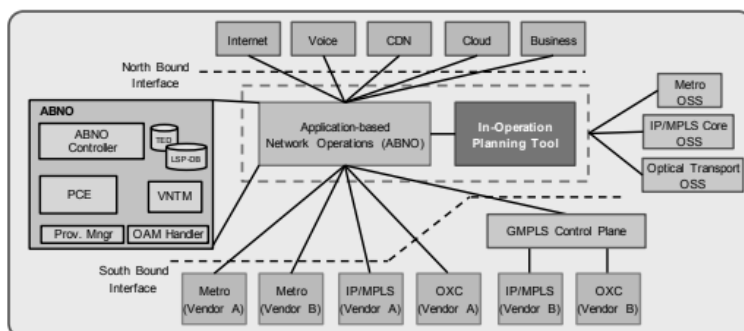 Internet
Voice
CDN
Cloud
Business
North Bound
Interface
ABNO
ABNO
Controller
TED
LSP-DB
PCE
VNTM
Prov. Mngr
OAM Handler
Application-based
Network Operations (ABNO)
In-Operation
Planning Tool
Metro
OSS
IP/MPLS Core
OSS
Optical Transport
OSS
GMPLS Control Plane
South Bound
Interface
Metro
(Vendor A)
Metro
(Vendor B)
IP/MPLS
(Vendor A)
OXC
(Vendor A)
IP/MPLS
(Vendor B)
OXC
(Vendor B)